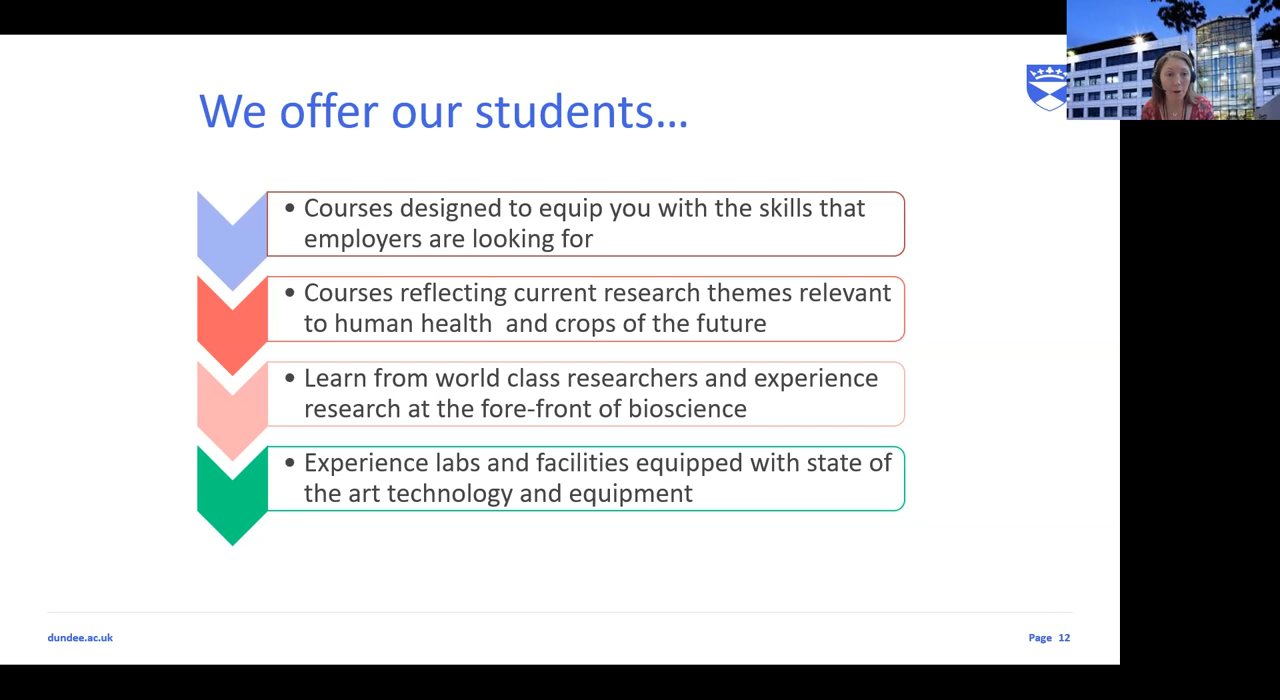 We offer our students...
• Courses designed to equip you with the skills that
employers are looking for
• Courses reflecting current research themes relevant
to human health  and crops of the future
• Learn from world class researchers and experience
research at the fore-front of bioscience
• Experience labs and facilities equipped with state of
the art technology and equipment
dundee.ac.uk
Page 12